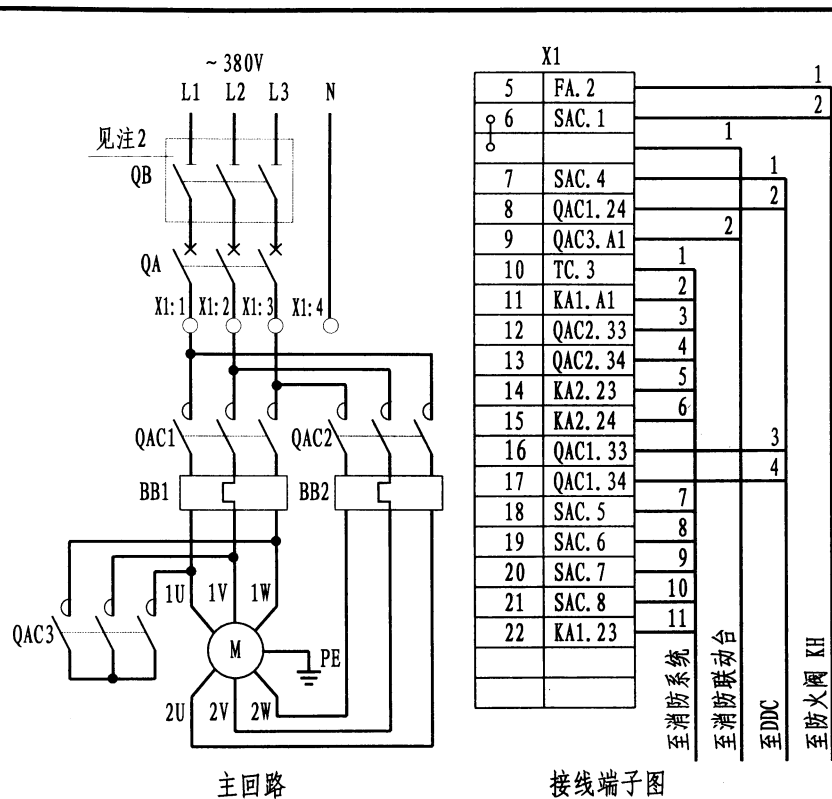 ~380V
L1 L2 L3 N
见注2
QB
QA
X1:1 X1:2 X1:3 X1:4
QAC1 QAC2
BB1 BB2
1U 1V 1W
QAC3
M
PE
2U 2V 2W
主回路
X1
5 FA.2 1
6 SAC.1 2
1
7 SAC.4 1
8 QAC1.24 2
9 QAC3.A1 2
10 TC.3 1
11 KA1.A1 2
12 QAC2.33 3
13 QAC2.34 4
14 KA2.23 5
15 KA2.24 6
16 QAC1.33 3
17 QAC1.34 4
18 SAC.5 7
19 SAC.6 8
20 SAC.7 9
21 SAC.8 10
22 KA1.23 11
至消防系统
至消防联动台
至DDC
至防火阀 KH
接线端子图